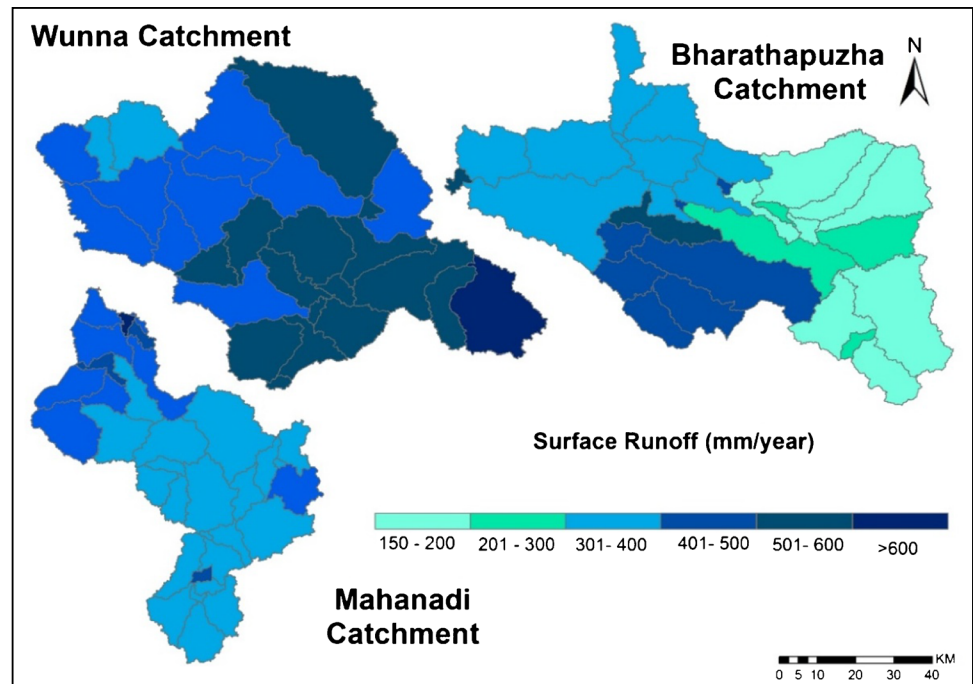 Wunna Catchment
Bharathapuzha
Catchment
N
Surface Runoff (mm/year)
150 - 200 201 - 300 301- 400 401- 500 501- 600 >600
Mahanadi
Catchment
KM
0 5 10 20 30 40